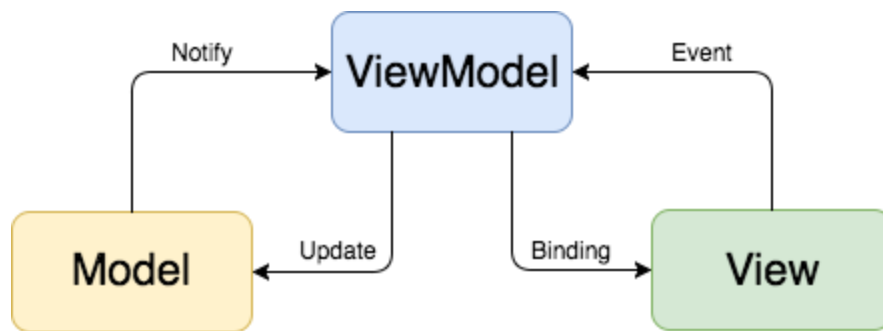 Notify
ViewModel
Event
Update
Binding
Model
View